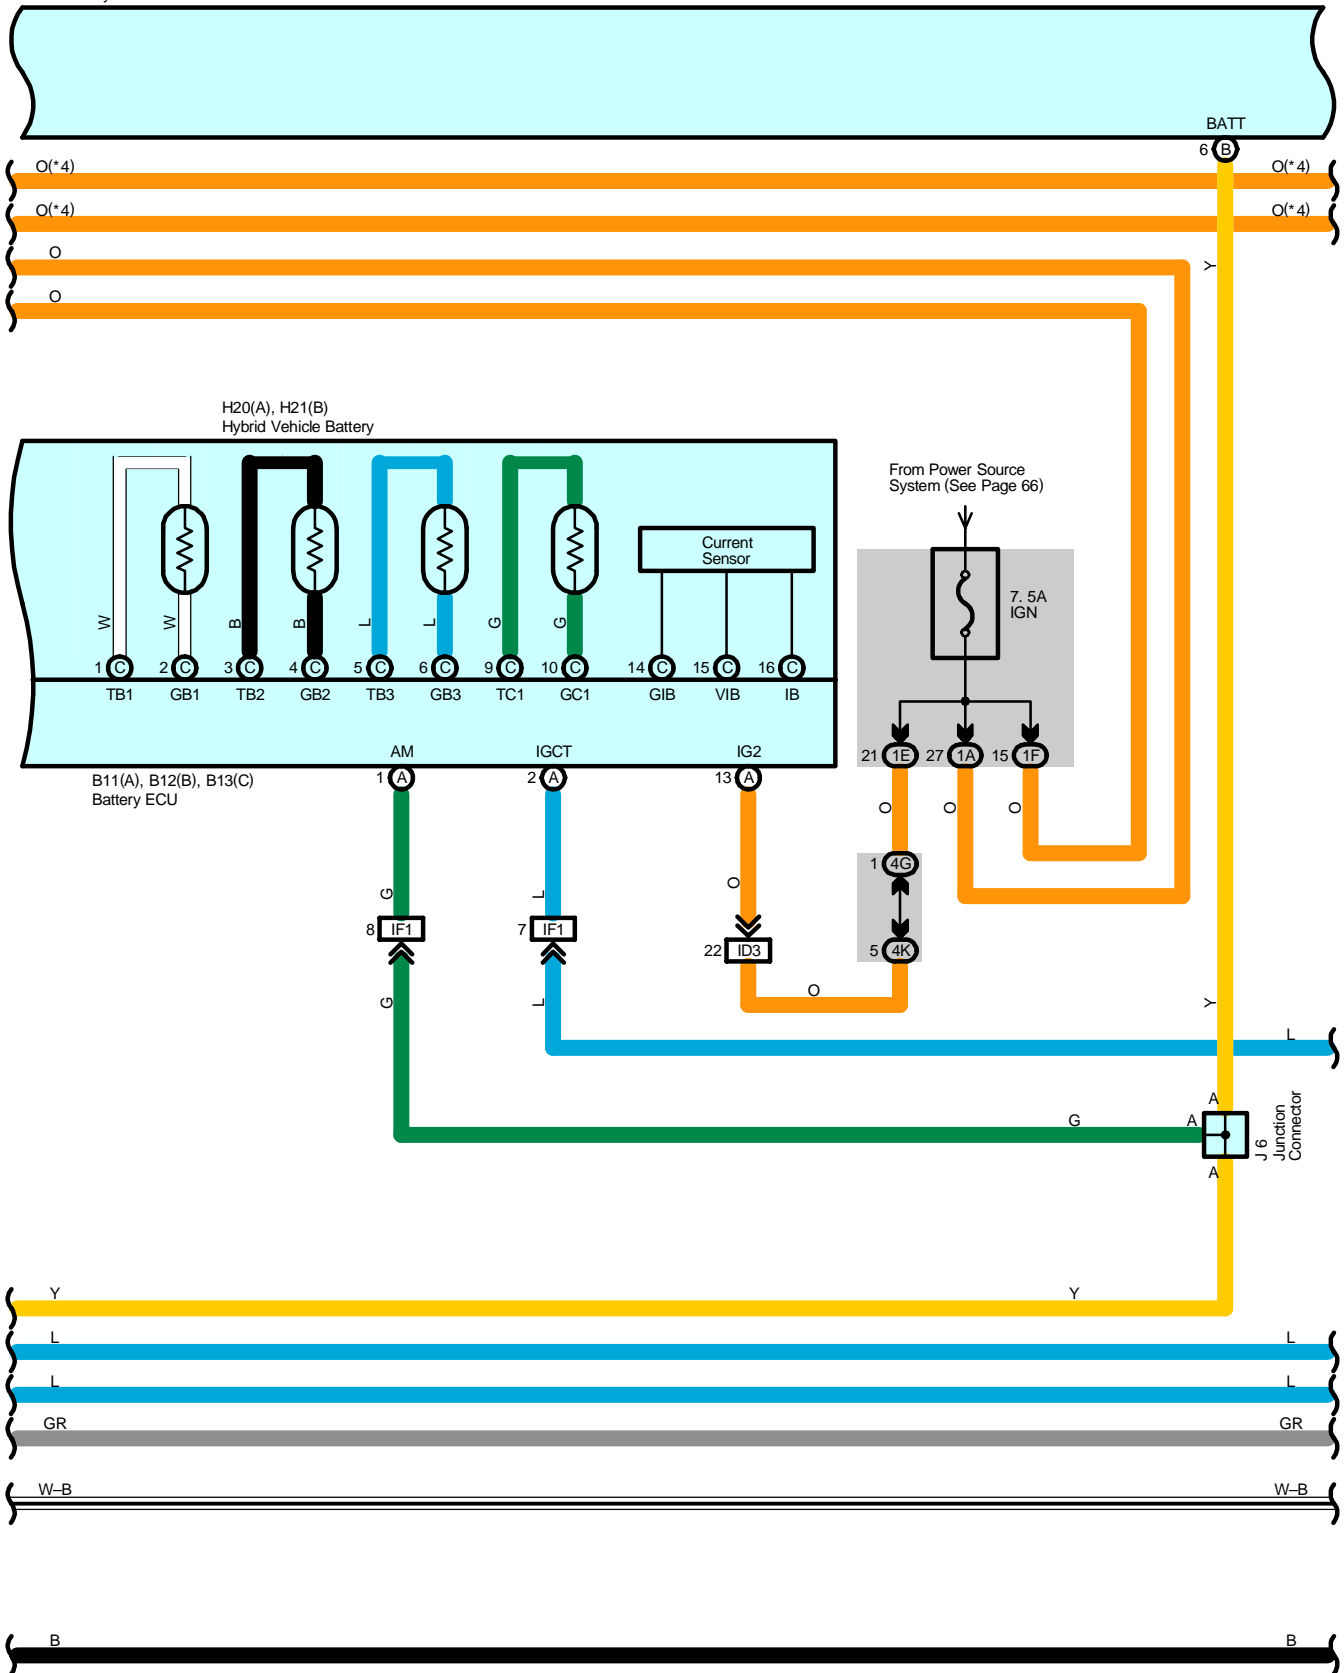 BATT
6 B
O(*4) O(*4)
O(*4) O(*4)
O
Y
O
H20(A), H21(B)
Hybrid Vehicle Battery
From Power Source
System (See Page 66)
Current
Sensor
7. 5A
IGN
W W B B L L G G
1 C 2 C 3 C 4 C 5 C 6 C 9 C 10 C 14 C 15 C 16 C
TB1 GB1 TB2 GB2 TB3 GB3 TC1 GC1 GIB VIB IB
AM IGCT IG2
21 1E 27 1A 15 1F
1 A 2 A 13 A
B11(A), B12(B), B13(C)
Battery ECU
O O O
1 4G
G L O
8 IF1 7 IF1 22 ID3 5 4K
O
G L Y
L
A
G A
J 6
Junction
Connector
A
Y Y
L L
L L
GR GR
W–B W–B
B B